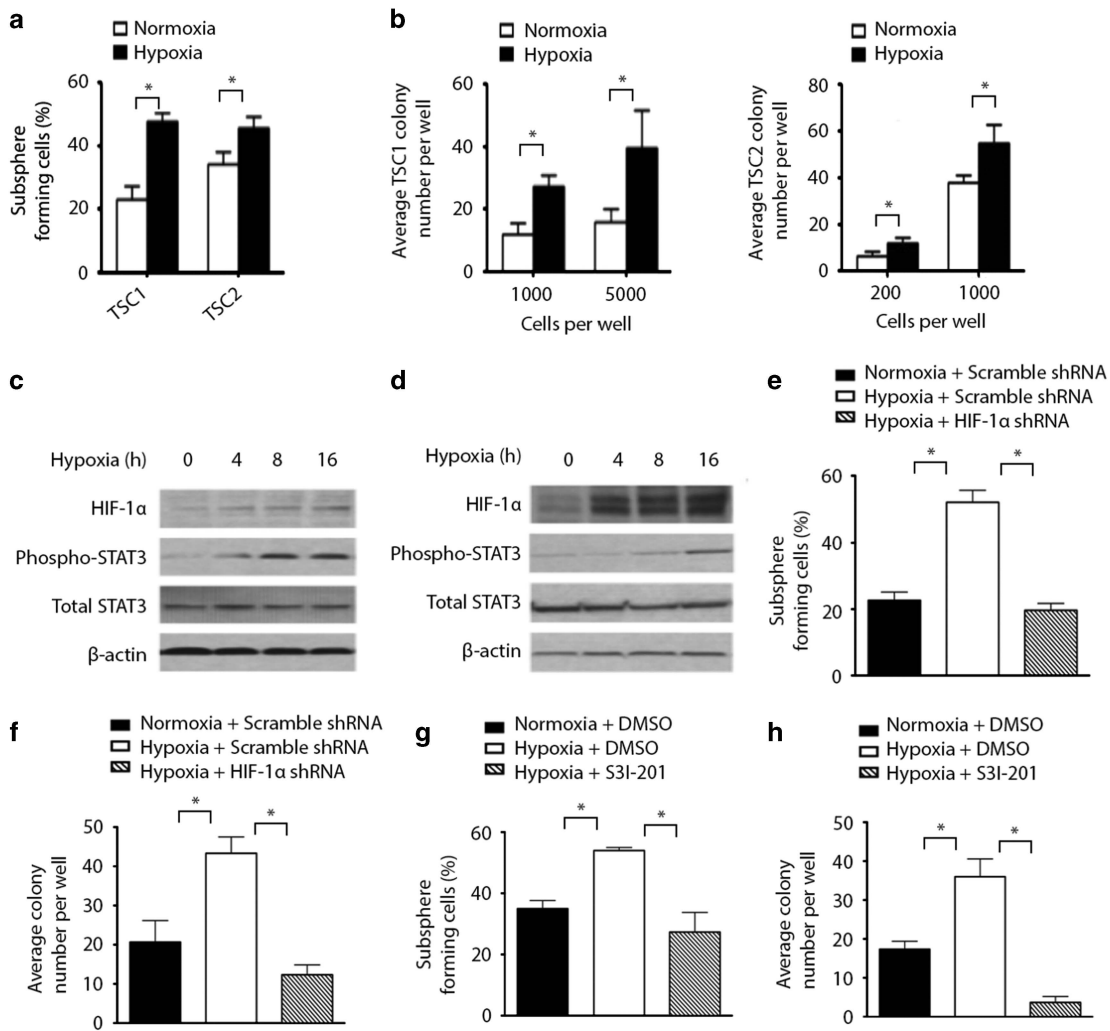 a
Normoxia
Hypoxia
Subsphere
forming cells (%)
60
40
20
0
*
*
TSC1
TSC2
b
Normoxia
Hypoxia
Average TSC1 colony
number per well
60
40
20
0
*
*
1000
5000
Cells per well
Normoxia
Hypoxia
Average TSC2 colony
number per well
80
60
40
20
0
*
*
200
1000
Cells per well
c
Hypoxia (h) 0 4 8 16
HIF-1α
Phospho-STAT3
Total STAT3
β-actin
d
Hypoxia (h) 0 4 8 16
HIF-1α
Phospho-STAT3
Total STAT3
β-actin
e
Normoxia + Scramble shRNA
Hypoxia + Scramble shRNA
Hypoxia + HIF-1α shRNA
Subsphere
forming cells (%)
60
60
20
0
*
*
f
Normoxia + Scramble shRNA
Hypoxia + Scramble shRNA
Hypoxia + HIF-1α shRNA
Average colony
number per well
50
40
30
20
10
0
*
*
g
Normoxia + DMSO
Hypoxia + DMSO
Hypoxia + S3I-201
Subsphere
forming cells (%)
60
40
20
0
*
*
h
Normoxia + DMSO
Hypoxia + DMSO
Hypoxia + S3I-201
Average colony
number per well
50
40
30
20
10
0
*
*